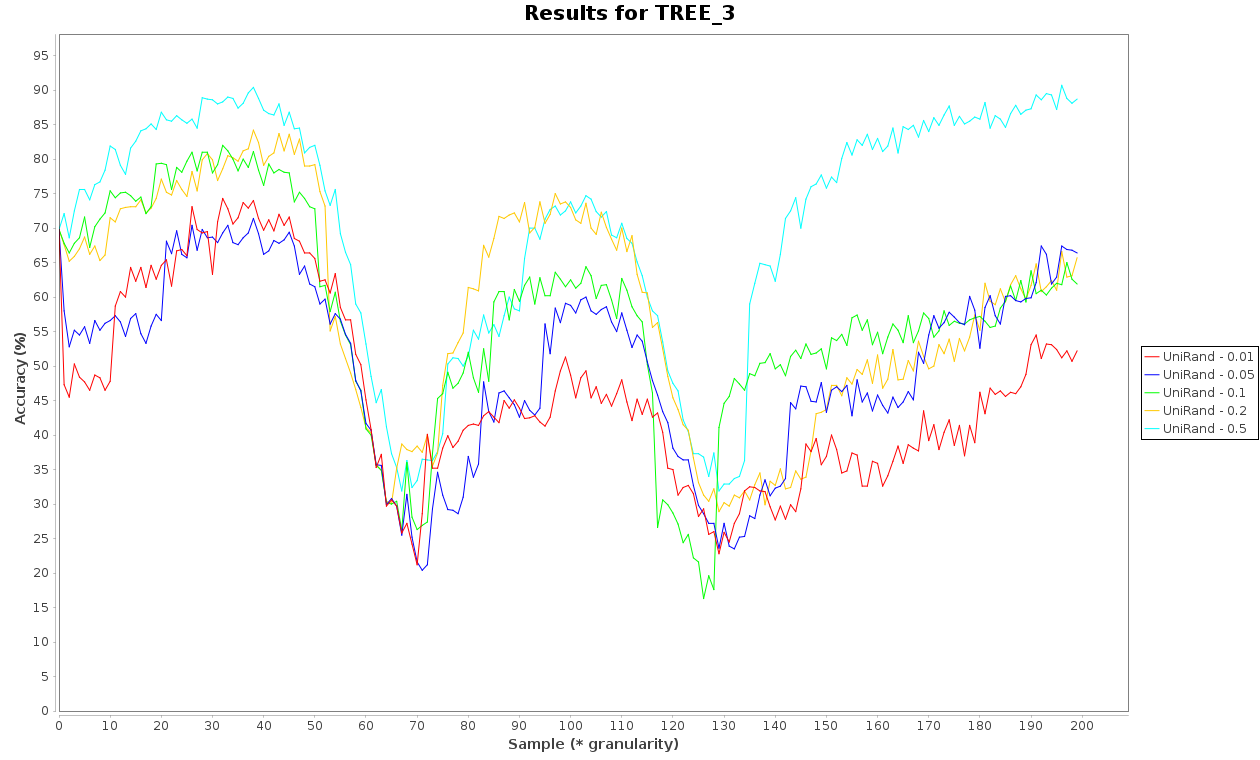 Results for TREE_3
Accuracy (%)
95
90
85
80
75
70
65
60
55
50
45
40
35
30
25
20
15
10
5
0
0 10 20 30 40 50 60 70 80 90 100 110 120 130 140 150 160 170 180 190 200
Sample (* granularity)
UniRand - 0.01
UniRand - 0.05
UniRand - 0.1
UniRand - 0.2
UniRand - 0.5